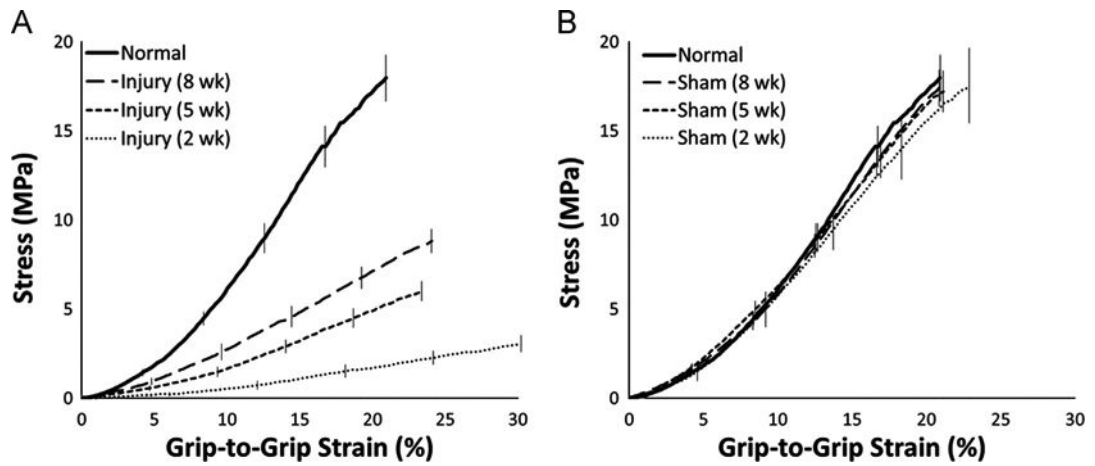 A
B
20
15
10
5
0
Stress (MPa)
Normal
Injury (8 wk)
Injury (5 wk)
Injury (2 wk)
0 5 10 15 20 25 30
Grip-to-Grip Strain (%)
20
15
10
5
0
Stress (MPa)
Normal
Sham (8 wk)
Sham (5 wk)
Sham (2 wk)
0 5 10 15 20 25 30
Grip-to-Grip Strain (%)